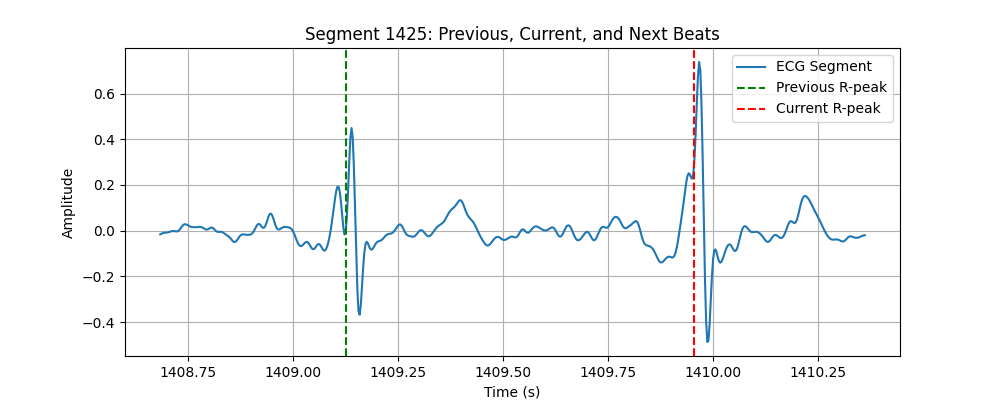 Segment 1425: Previous, Current, and Next Beats
ECG Segment
Previous R-peak
Current R-peak
Amplitude
0.6
0.4
0.2
0.0
−0.2
−0.4
1408.75
1409.00
1409.25
1409.50
1409.75
1410.00
1410.25
Time (s)